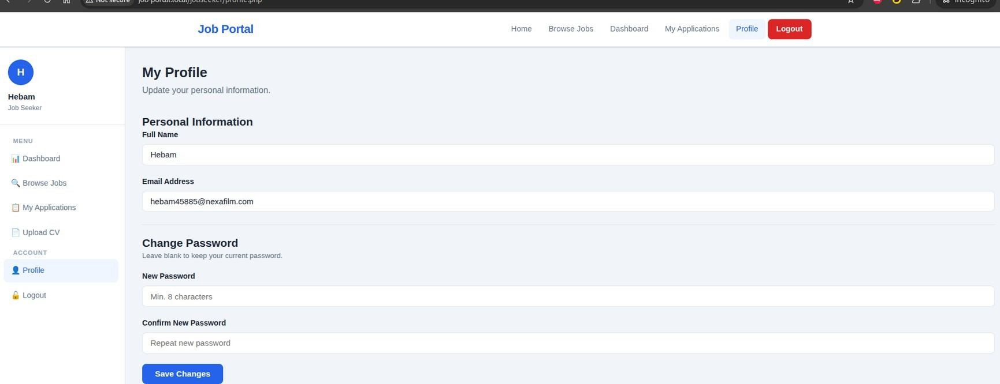 Not secure job-portal.local/jobseeker/profile.php Incognito
Job Portal Home Browse Jobs Dashboard My Applications Profile Logout
H
Hebam
Job Seeker
MENU
Dashboard
Browse Jobs
My Applications
Upload CV
ACCOUNT
Profile
Logout
My Profile
Update your personal information.
Personal Information
Full Name
Hebam
Email Address
hebam45885@nexafilm.com
Change Password
Leave blank to keep your current password.
New Password
Min. 8 characters
Confirm New Password
Repeat new password
Save Changes